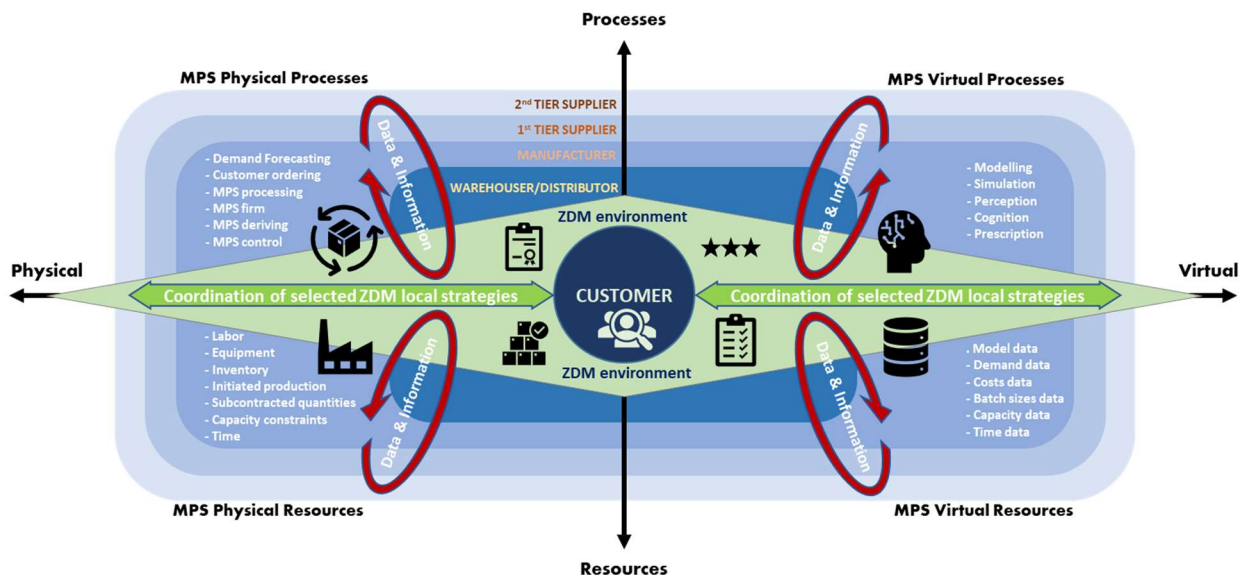 Processes
MPS Physical Processes
MPS Virtual Processes
2nd TIER SUPPLIER
1st TIER SUPPLIER
MANUFACTURER
WAREHOUSER/DISTRIBUTOR
- Demand Forecasting
- Customer ordering
- MPS processing
- MPS firm
- MPS deriving
- MPS control
Data & Information
Data & Information
- Modelling
- Simulation
- Perception
- Cognition
- Prescription
ZDM environment
Physical
Virtual
Coordination of selected ZDM local strategies
CUSTOMER
Coordination of selected ZDM local strategies
ZDM environment
- Labor
- Equipment
- Inventory
- Initiated production
- Subcontracted quantities
- Capacity constraints
- Time
Data & Information
Data & Information
. Model data
- Demand data
- Costs data
- Batch sizes data
- Capacity data
- Time data
MPS Physical Resources
MPS Virtual Resources
Resources